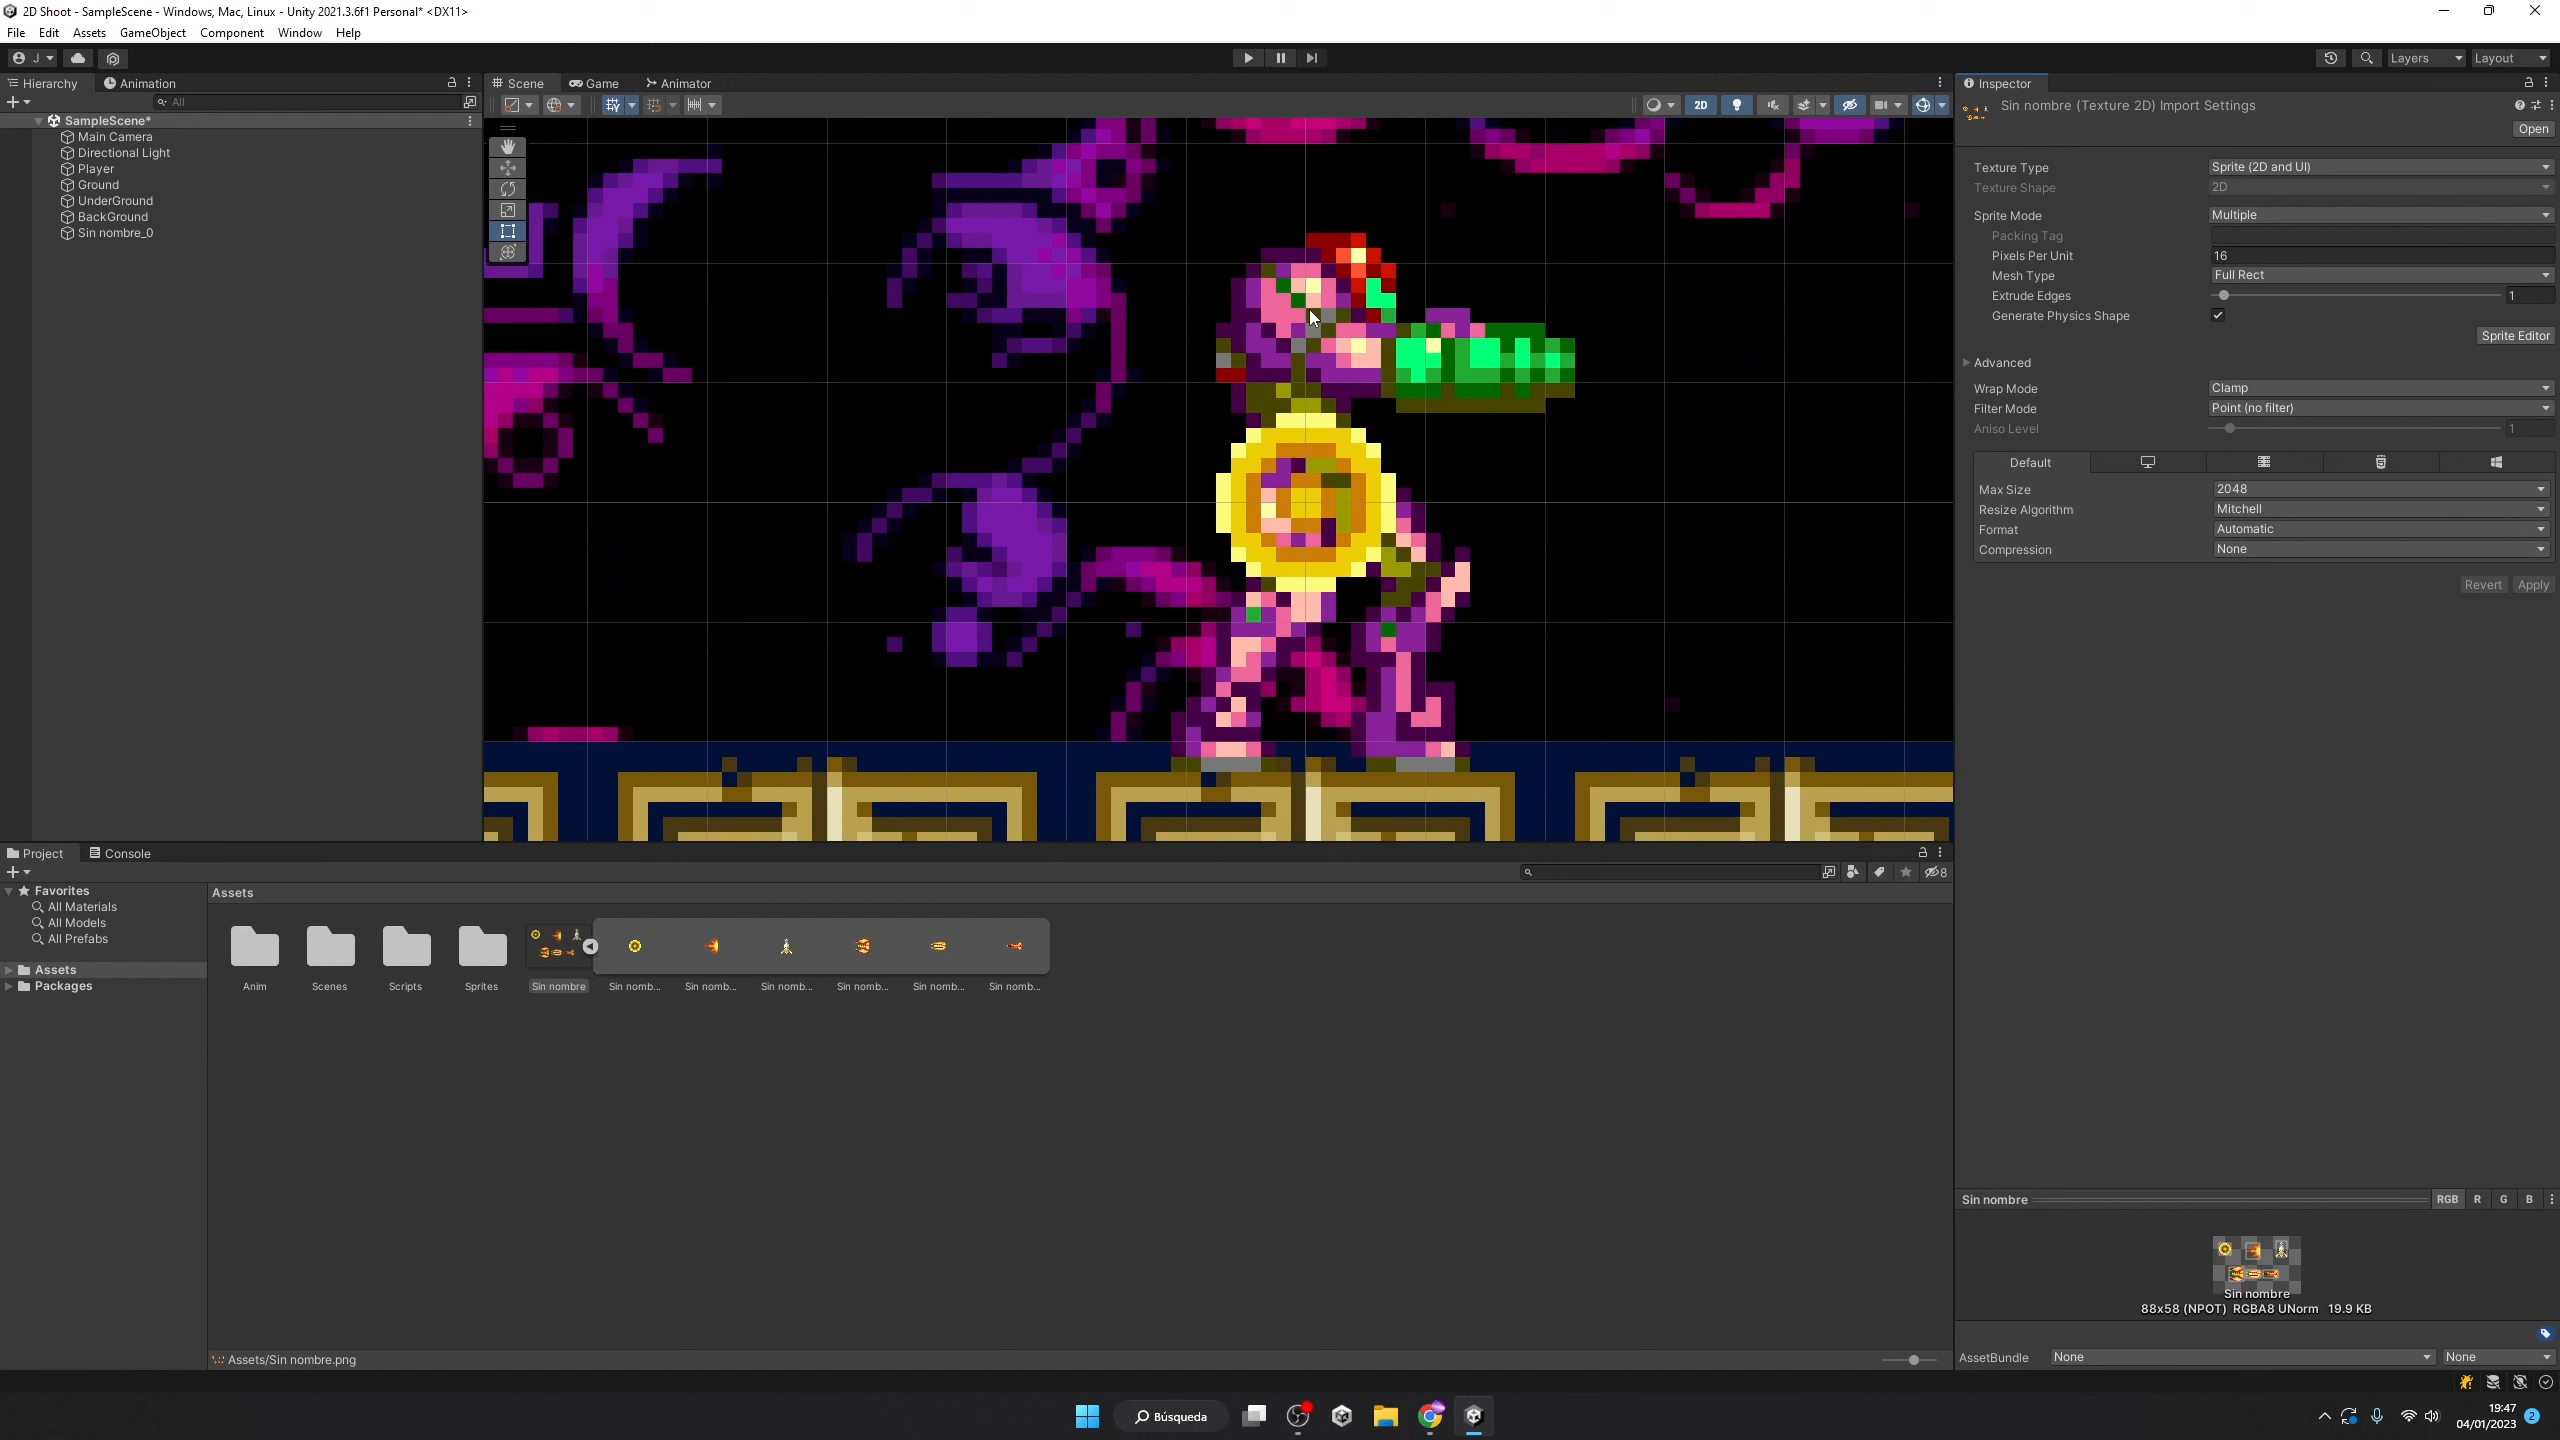 2D Shoot - SampleScene - Windows, Mac, Linux - Unity 2021.3.6f1 Personal* <DX11>
File Edit Assets GameObject Component Window Help
J
Layers Layout
Hierarchy Animation
All
SampleScene*
Main Camera
Directional Light
Player
Ground
UnderGround
BackGround
Sin nombre_0
Scene Game Animator
2D
Inspector
Sin nombre (Texture 2D) Import Settings
Open
Texture Type Sprite (2D and UI)
Texture Shape 2D
Sprite Mode Multiple
Packing Tag
Pixels Per Unit 16
Mesh Type Full Rect
Extrude Edges 1
Generate Physics Shape
Sprite Editor
Advanced
Wrap Mode Clamp
Filter Mode Point (no filter)
Aniso Level 1
Default
Max Size 2048
Resize Algorithm Mitchell
Format Automatic
Compression None
Revert Apply
Project Console
8
Favorites
All Materials
All Models
All Prefabs
Assets
Packages
Assets
Anim Scenes Scripts Sprites Sin nombre Sin nomb... Sin nomb... Sin nomb... Sin nomb... Sin nomb... Sin nomb...
Assets/Sin nombre.png
Sin nombre RGB R G B
Sin nombre
88x58 (NPOT) RGBA8 UNorm 19.9 KB
AssetBundle None None
Búsqueda
19:47
04/01/2023
2